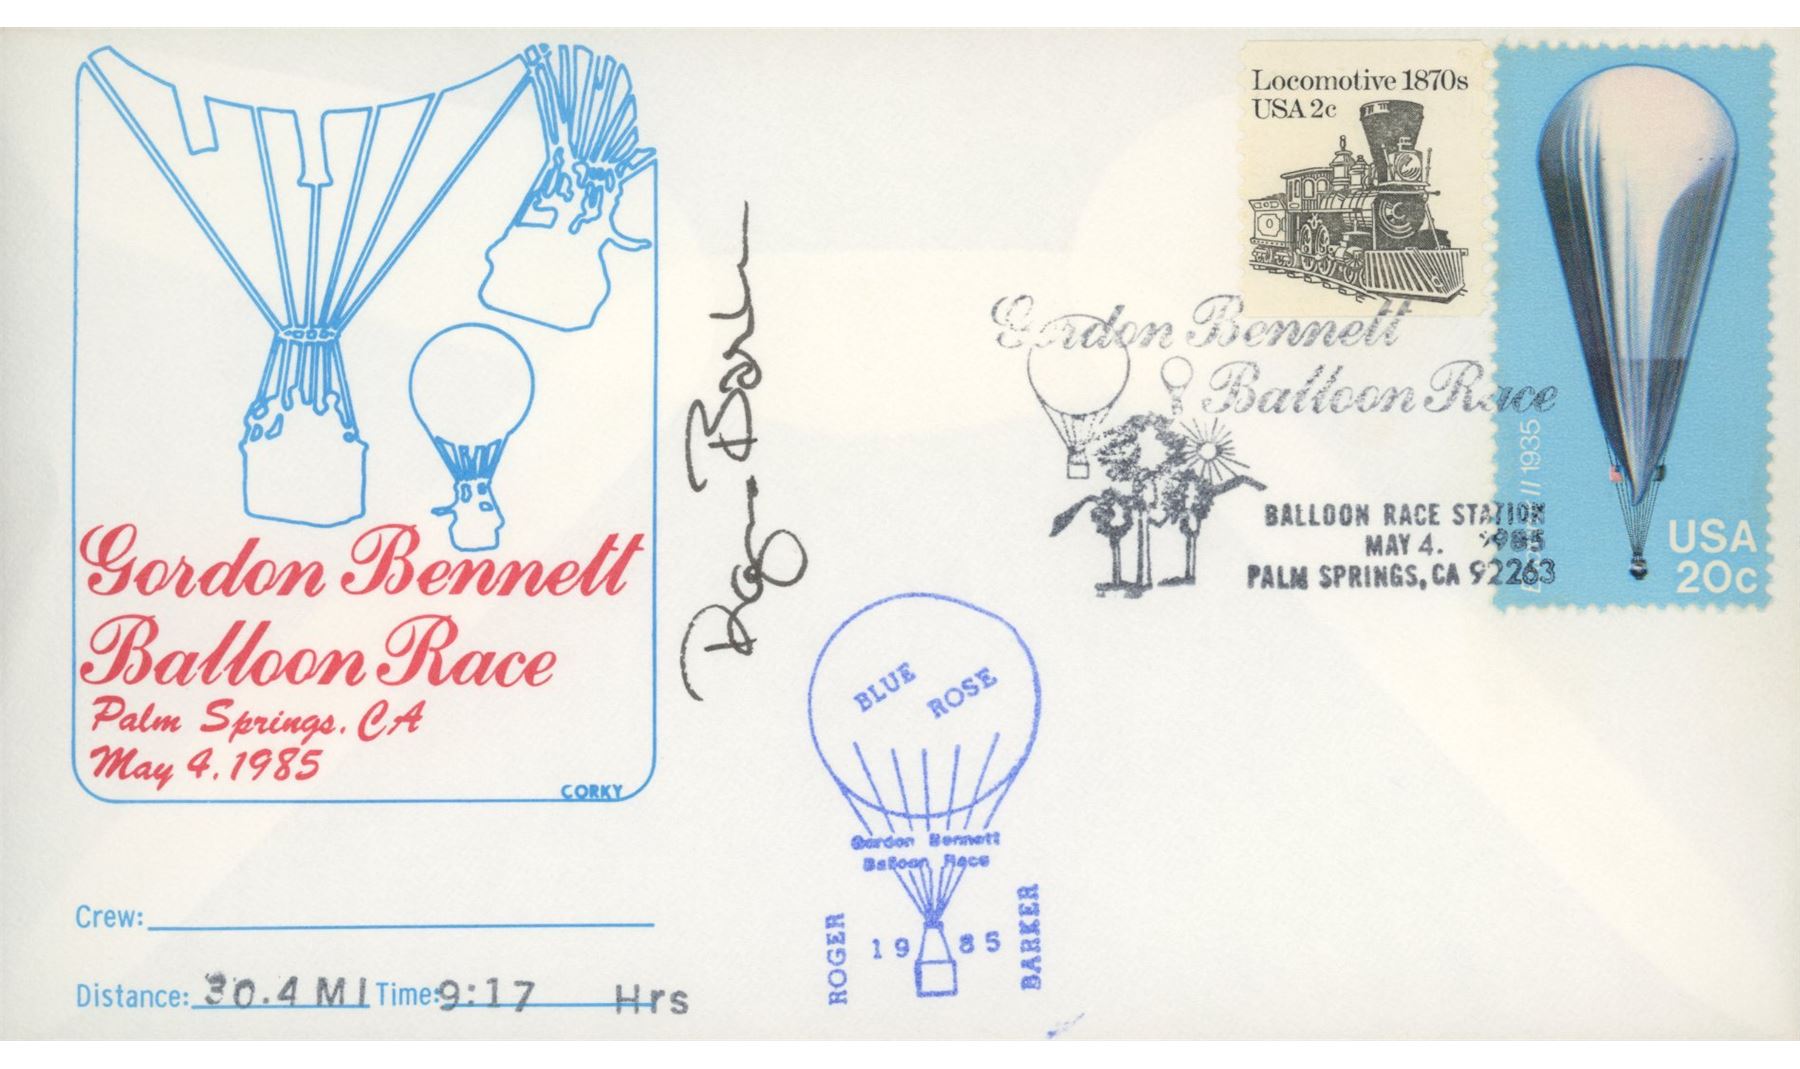 Gordon Bennett
Balloon Race
Palm Springs, CA
May 4, 1985
CORKY
Crew:
Distance: 30.4 MI Time: 9:17 Hrs
Roger Barker
Locomotive 1870s
USA 2c
// 1935
USA
20c
Gordon Bennett
Balloon Race
BALLOON RACE STATION
MAY 4. 1985
PALM SPRINGS, CA 92263
BLUE
ROSE
Gordon Bennett
Balloon Race
ROGER
1985
BARKER